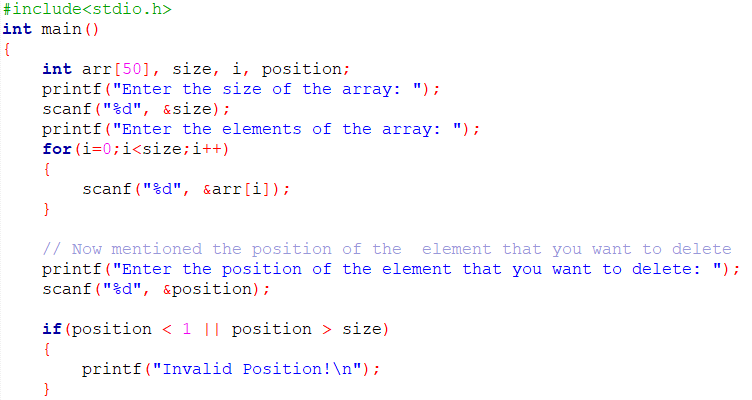 #include<stdio.h>
int main()
{
    int arr[50], size, i, position;
    printf("Enter the size of the array: ");
    scanf("%d", &size);
    printf("Enter the elements of the array: ");
    for(i=0;i<size;i++)
    {
        scanf("%d", &arr[i]);
    }

    // Now mentioned the position of the  element that you want to delete
    printf("Enter the position of the element that you want to delete: ");
    scanf("%d", &position);

    if(position < 1 || position > size)
    {
        printf("Invalid Position!\n");
    }